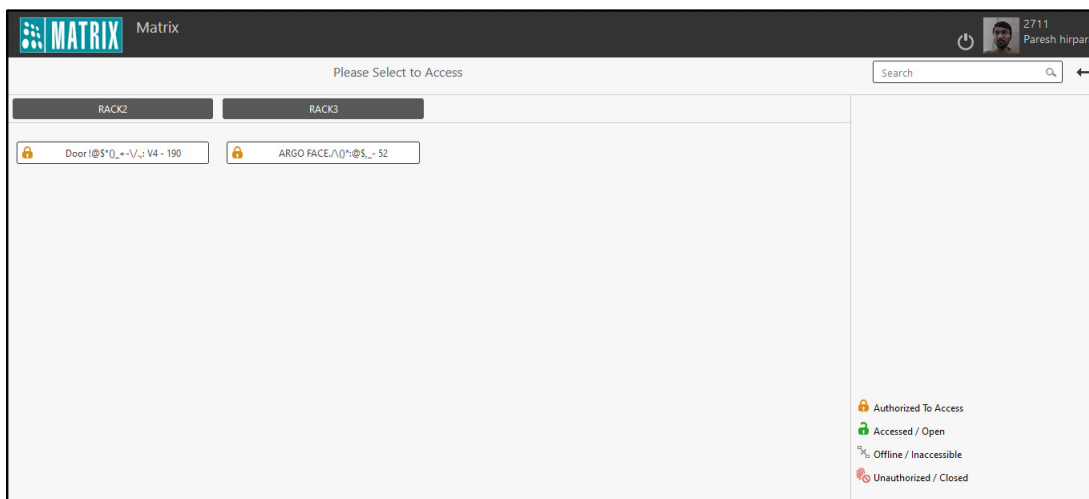 MATRIX
Matrix
2711
Paresh hirpar
Please Select to Access
Search
RACK2
RACK3
Door !@$*()_+-\/.,: V4 - 190
ARGO FACE./\()*:@$,_- 52
Authorized To Access
Accessed / Open
Offline / Inaccessible
Unauthorized / Closed